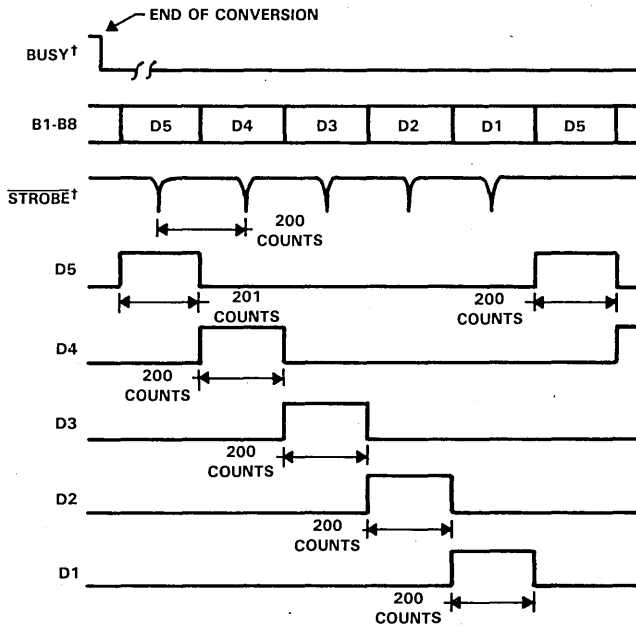 END OF CONVERSION
BUSY†
B1-B8 D5 D4 D3 D2 D1 D5
STROBE†
200
COUNTS
D5
201
COUNTS
200
COUNTS
D4
200
COUNTS
D3
200
COUNTS
D2
200
COUNTS
D1
200
COUNTS